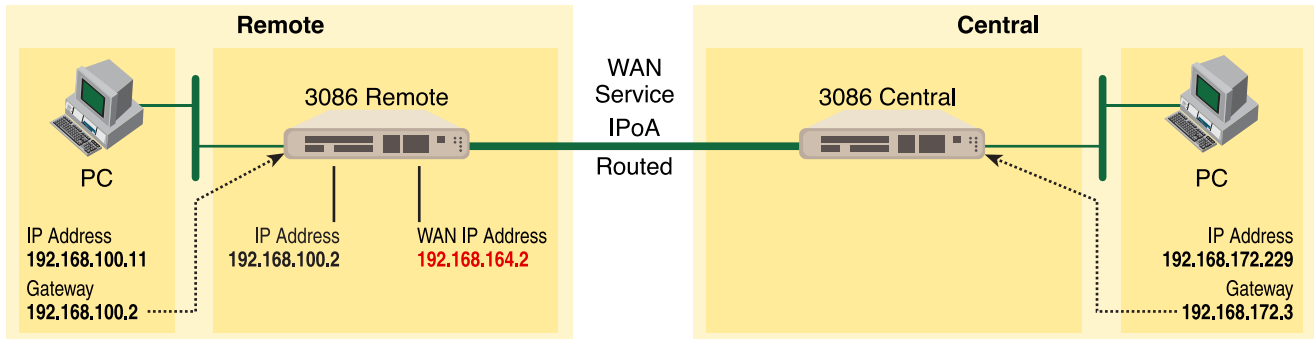 Remote
PC
IP Address
192.168.100.11
Gateway
192.168.100.2
3086 Remote
IP Address
192.168.100.2
WAN IP Address
192.168.164.2
WAN
Service
IPoA
Routed
Central
3086 Central
PC
IP Address
192.168.172.229
Gateway
192.168.172.3